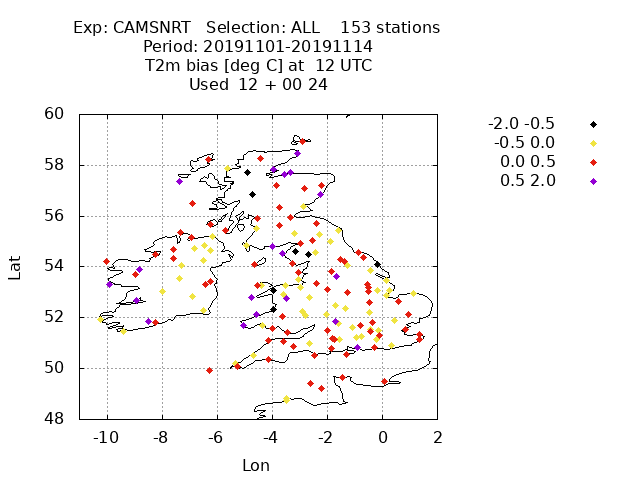 Exp: CAMSNRT   Selection: ALL    153 stations
Period: 20191101-20191114
T2m bias [deg C] at  12 UTC
Used  12 + 00 24
-2.0 -0.5
-0.5 0.0
0.0 0.5
0.5 2.0
60
58
56
54
52
50
48
Lat
-10 -8 -6 -4 -2 0 2
Lon